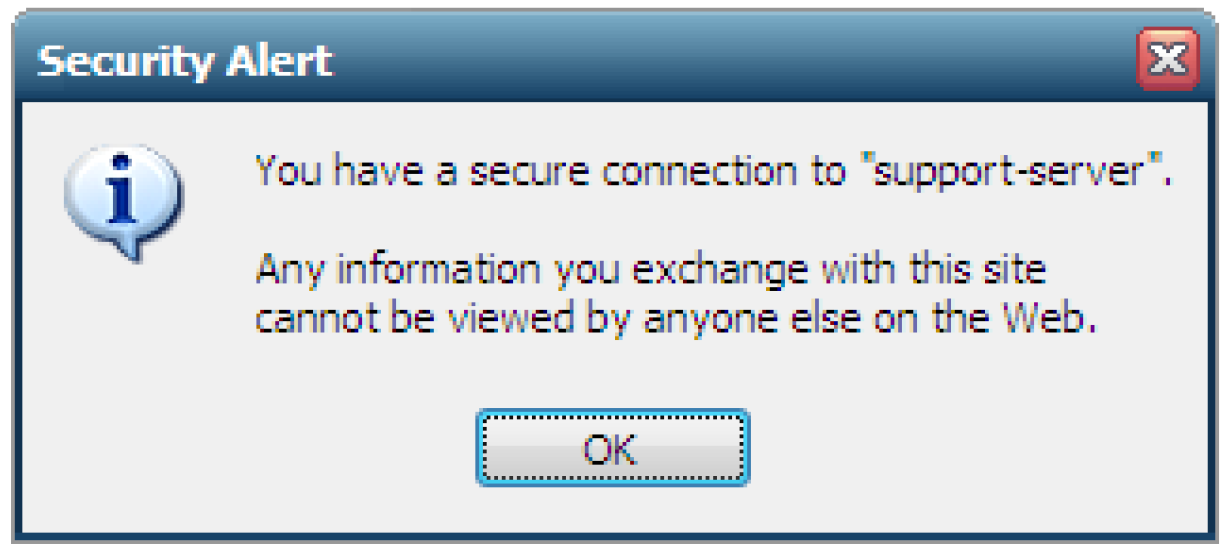 Security Alert
You have a secure connection to "support-server".
Any information you exchange with this site
cannot be viewed by anyone else on the Web.
OK